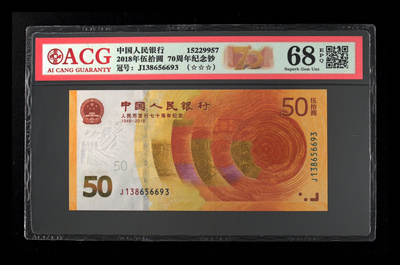 ACG
AI CANG GUARANTY
中国人民银行 15229957
2018年伍拾圆 70周年纪念钞
冠号：J138656693 (☆☆☆)
68
EPQ
Superb Gem Unc
中国人民银行
人民币发行七十周年纪念
1948-2018
50
伍拾圆
50
J138656693
50
J138656693